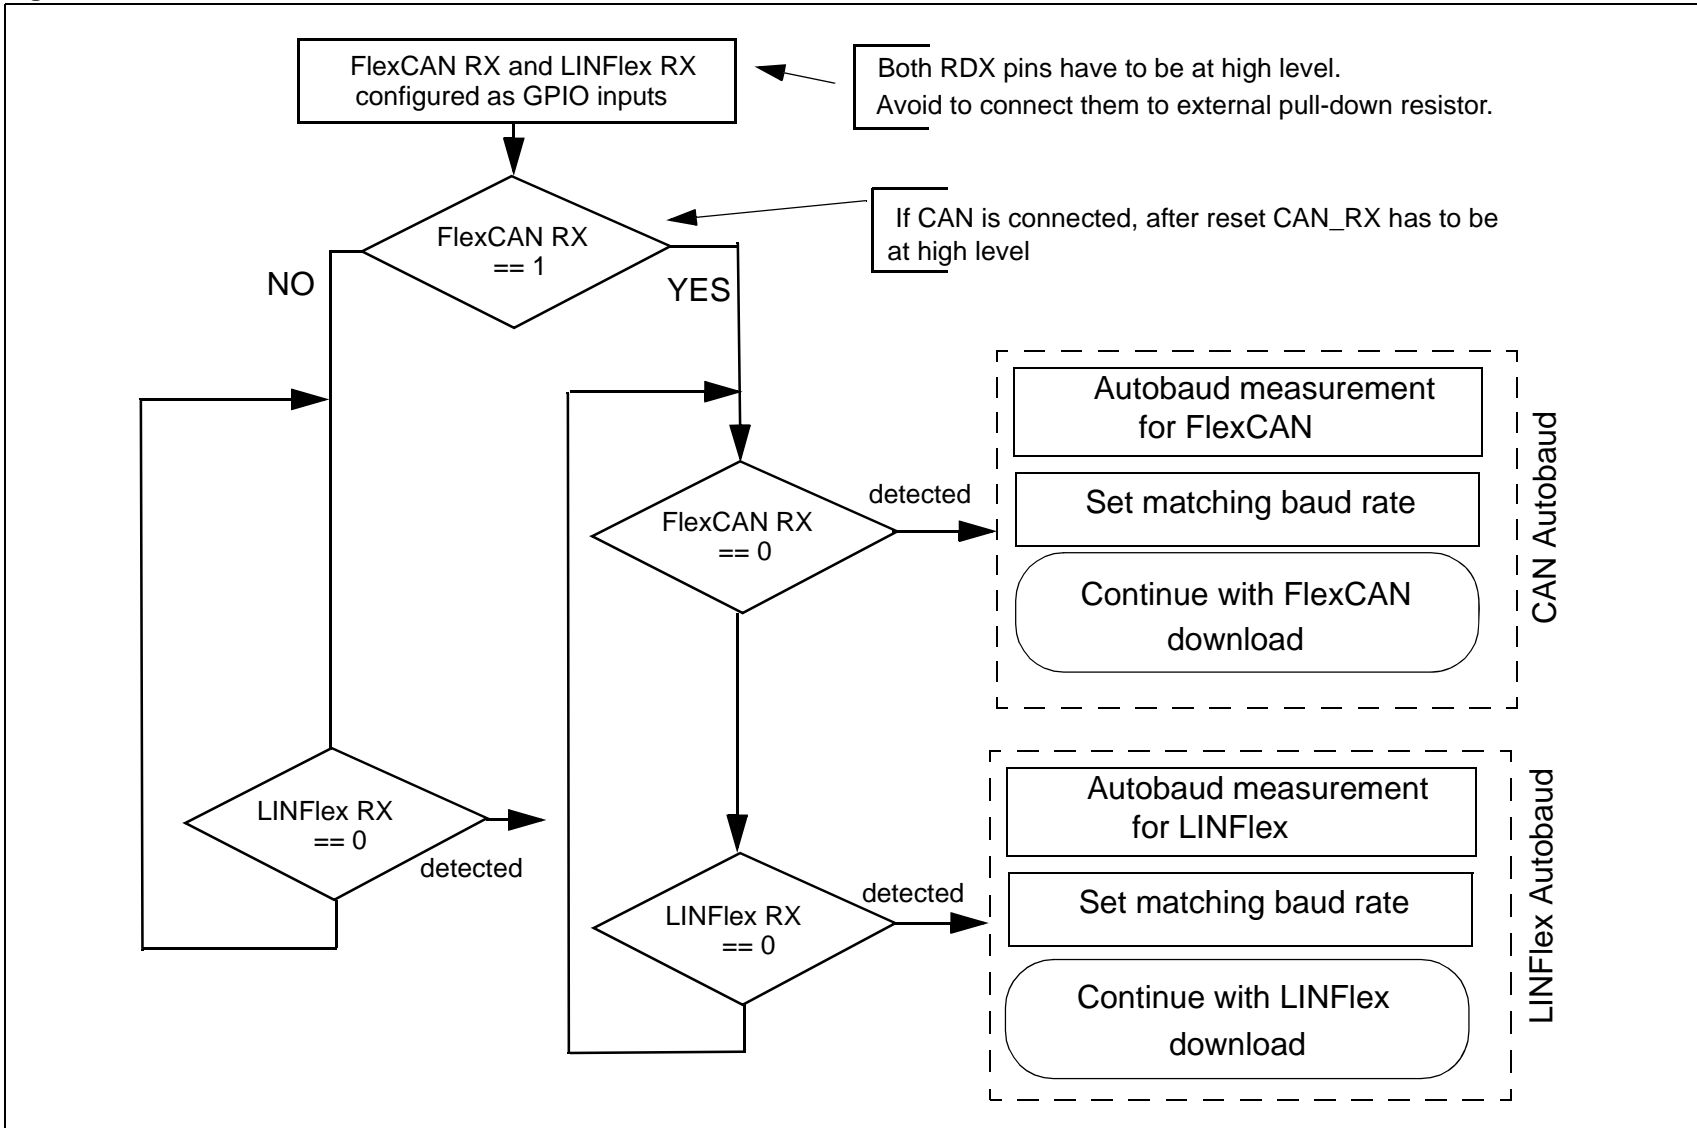 FlexCAN RX and LINFlex RX
configured as GPIO inputs
Both RDX pins have to be at high level.
Avoid to connect them to external pull-down resistor.
If CAN is connected, after reset CAN_RX has to be
at high level
FlexCAN RX
== 1
NO
YES
Autobaud measurement
for FlexCAN
Set matching baud rate
Continue with FlexCAN
download
CAN Autobaud
FlexCAN RX
== 0
detected
LINFlex RX
== 0
detected
LINFlex RX
== 0
detected
Autobaud measurement
for LINFlex
Set matching baud rate
Continue with LINFlex
download
LINFlex Autobaud